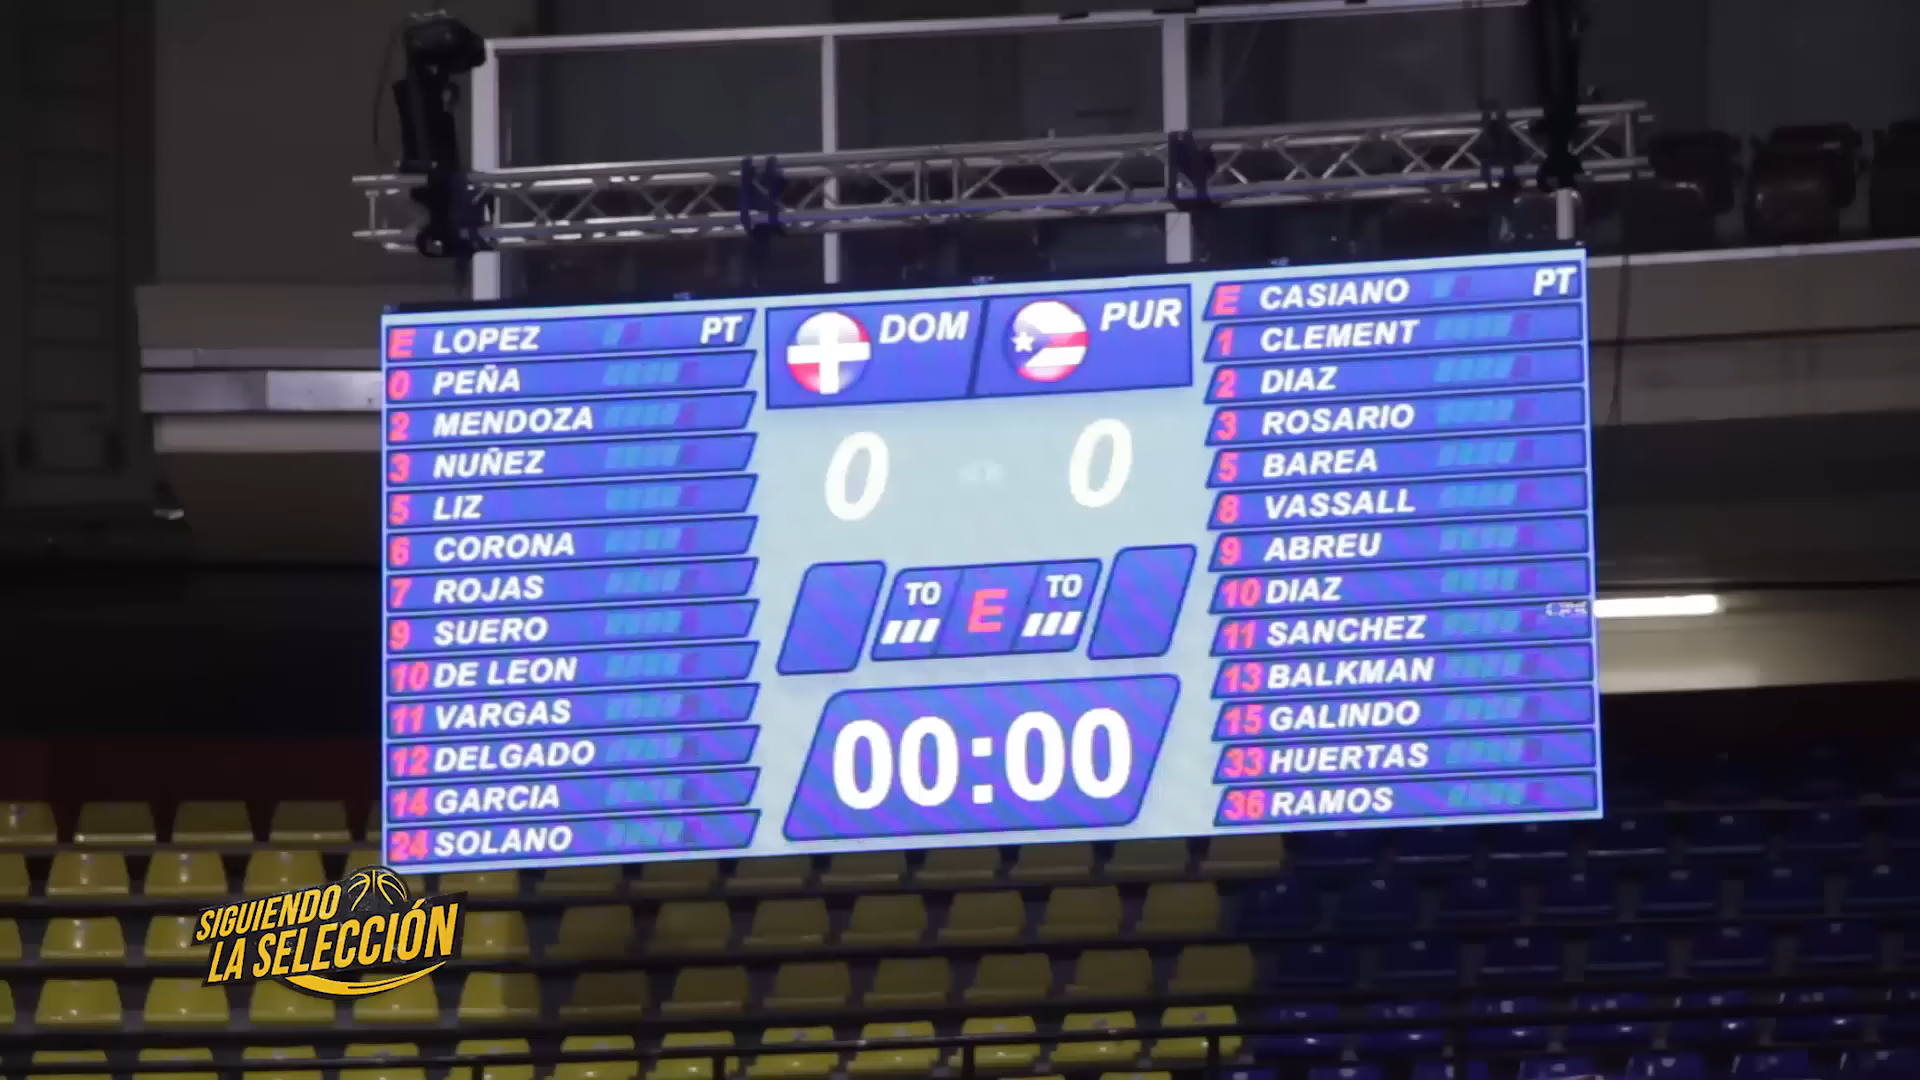 E LOPEZ PT
0 PEÑA
2 MENDOZA
3 NUÑEZ
5 LIZ
6 CORONA
7 ROJAS
9 SUERO
10 DE LEON
11 VARGAS
12 DELGADO
14 GARCIA
24 SOLANO
DOM PUR
0 0
TO E TO
00:00
E CASIANO PT
1 CLEMENT
2 DIAZ
3 ROSARIO
5 BAREA
8 VASSALL
9 ABREU
10 DIAZ
11 SANCHEZ
13 BALKMAN
15 GALINDO
33 HUERTAS
36 RAMOS
SIGUIENDO
LA SELECCIÓN